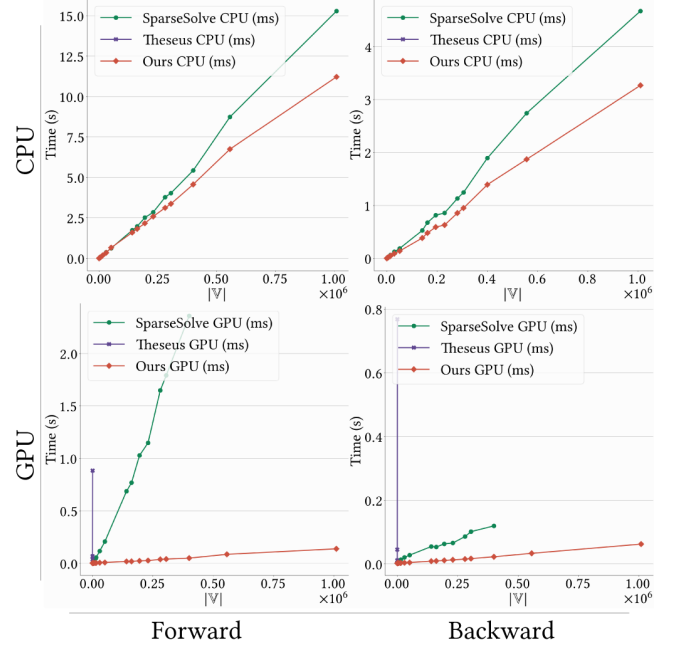 SparseSolve CPU (ms)
Theseus CPU (ms)
Ours CPU (ms)
15.0
12.5
10.0
7.5
5.0
2.5
0.0
Time (s)
0.00
0.25
0.50
0.75
1.00
|𝕍|
×10⁶
SparseSolve CPU (ms)
Theseus CPU (ms)
Ours CPU (ms)
4
3
2
1
0
Time (s)
0.0
0.2
0.4
0.6
0.8
1.0
|𝕍|
×10⁶
CPU
SparseSolve GPU (ms)
Theseus GPU (ms)
Ours GPU (ms)
2.0
1.5
1.0
0.5
0.0
Time (s)
0.00
0.25
0.50
0.75
1.00
|𝕍|
×10⁶
SparseSolve GPU (ms)
Theseus GPU (ms)
Ours GPU (ms)
0.8
0.6
0.4
0.2
0.0
Time (s)
0.00
0.25
0.50
0.75
1.00
|𝕍|
×10⁶
GPU
Forward
Backward